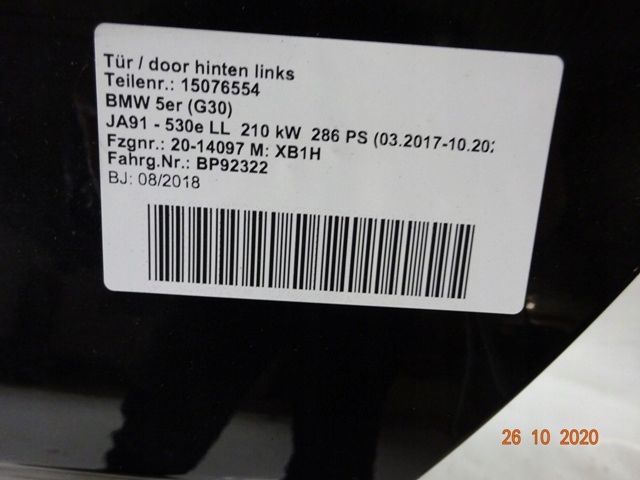 Tür / door hinten links
Teilenr.: 15076554
BMW 5er (G30)
JA91 - 530e LL 210 kW 286 PS (03.2017-10.202
Fzgnr.: 20-14097 M: XB1H
Fahrg.Nr.: BP92322
BJ: 08/2018
26 10 2020